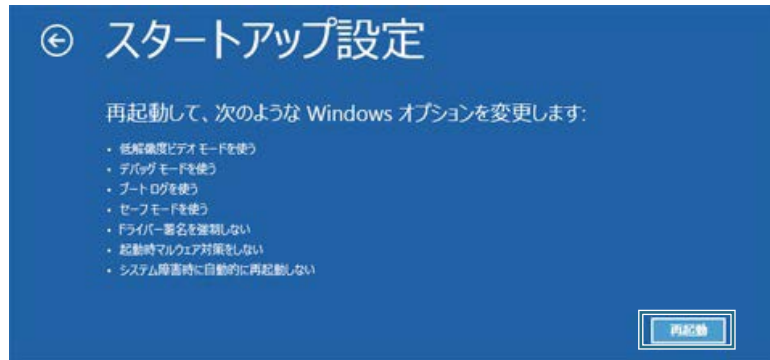 スタートアップ設定
再起動して、次のような Windows オプションを変更します:
・ 低解像度ビデオ モードを使う
・ デバッグ モードを使う
・ ブート ログを使う
・ セーフ モードを使う
・ ドライバー署名を強制しない
・ 起動時マルウェア対策をしない
・ システム障害時に自動的に再起動しない
再起動